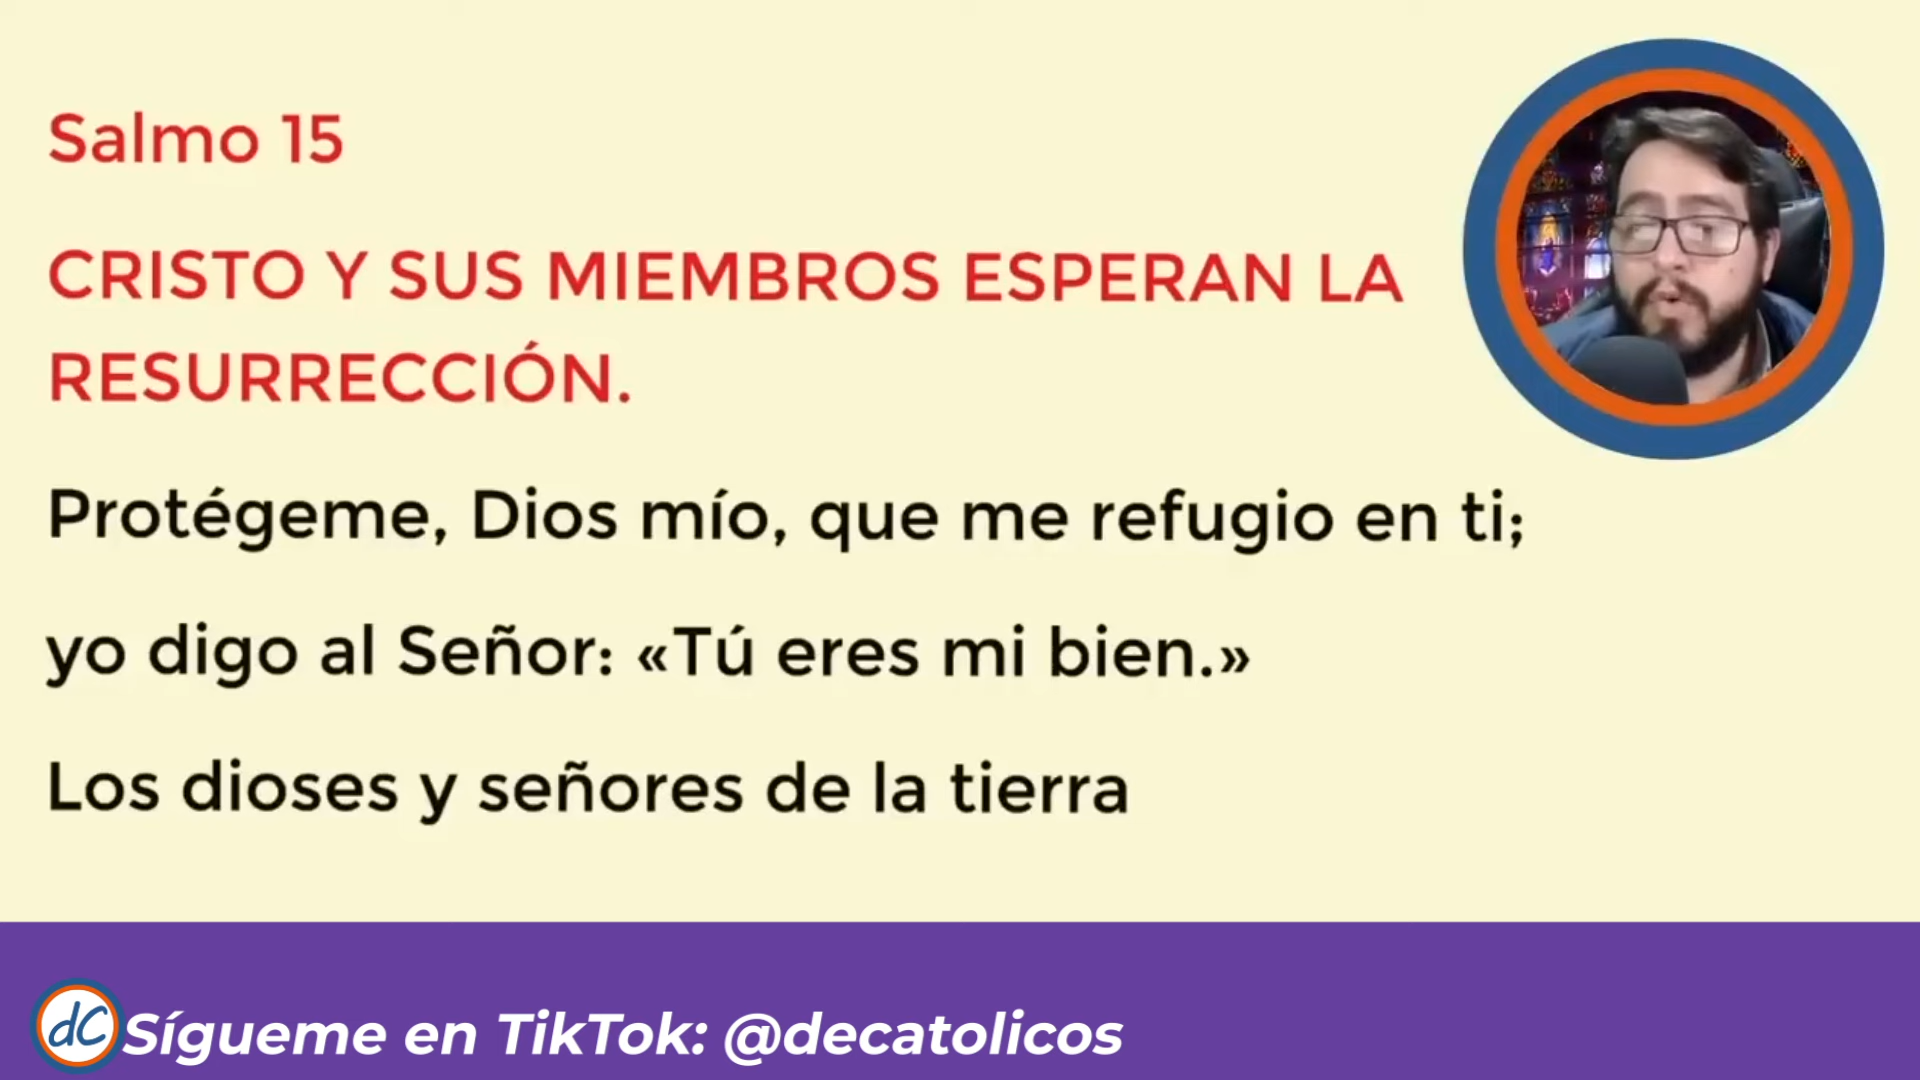 Salmo 15
CRISTO Y SUS MIEMBROS ESPERAN LA
RESURRECCIÓN.
Protégeme, Dios mío, que me refugio en ti;
yo digo al Señor: «Tú eres mi bien.»
Los dioses y señores de la tierra
dC Sígueme en TikTok: @decatolicos